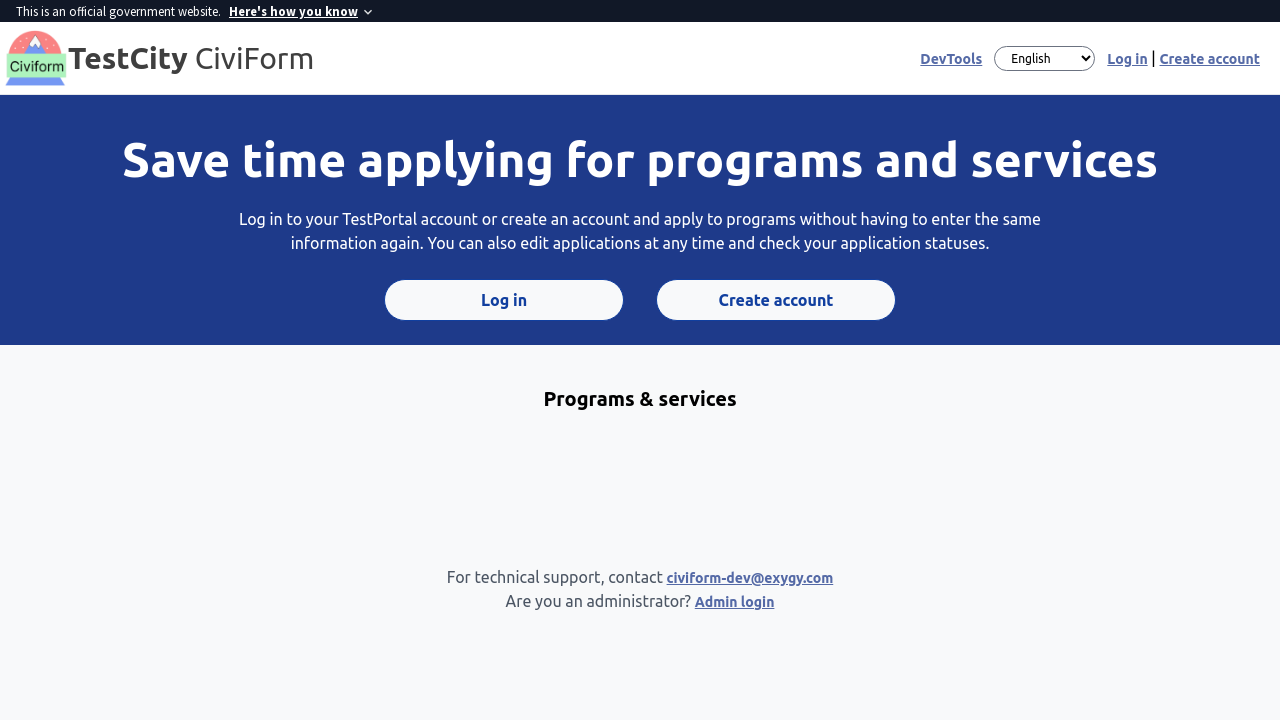 This is an official government website. Here's how you know
Civiform
TestCity CiviForm
DevTools English Log in | Create account
Save time applying for programs and services
Log in to your TestPortal account or create an account and apply to programs without having to enter the same
information again. You can also edit applications at any time and check your application statuses.
Log in Create account
Programs & services
For technical support, contact civiform-dev@exygy.com
Are you an administrator? Admin login